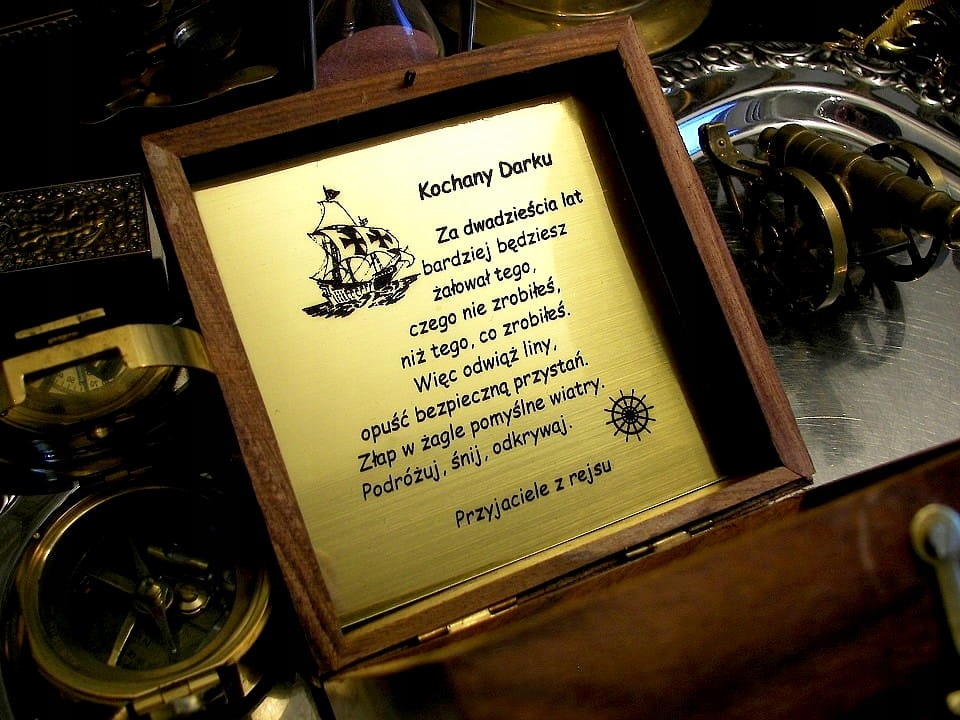 Kochany Darku
Za dwadzieścia lat
bardziej będziesz
żałował tego,
czego nie zrobiłeś,
niż tego, co zrobiłeś.
Więc odwiąż liny,
opuść bezpieczną przystań.
Złap w żagle pomyślne wiatry.
Podróżuj, śnij, odkrywaj.
Przyjaciele z rejsu